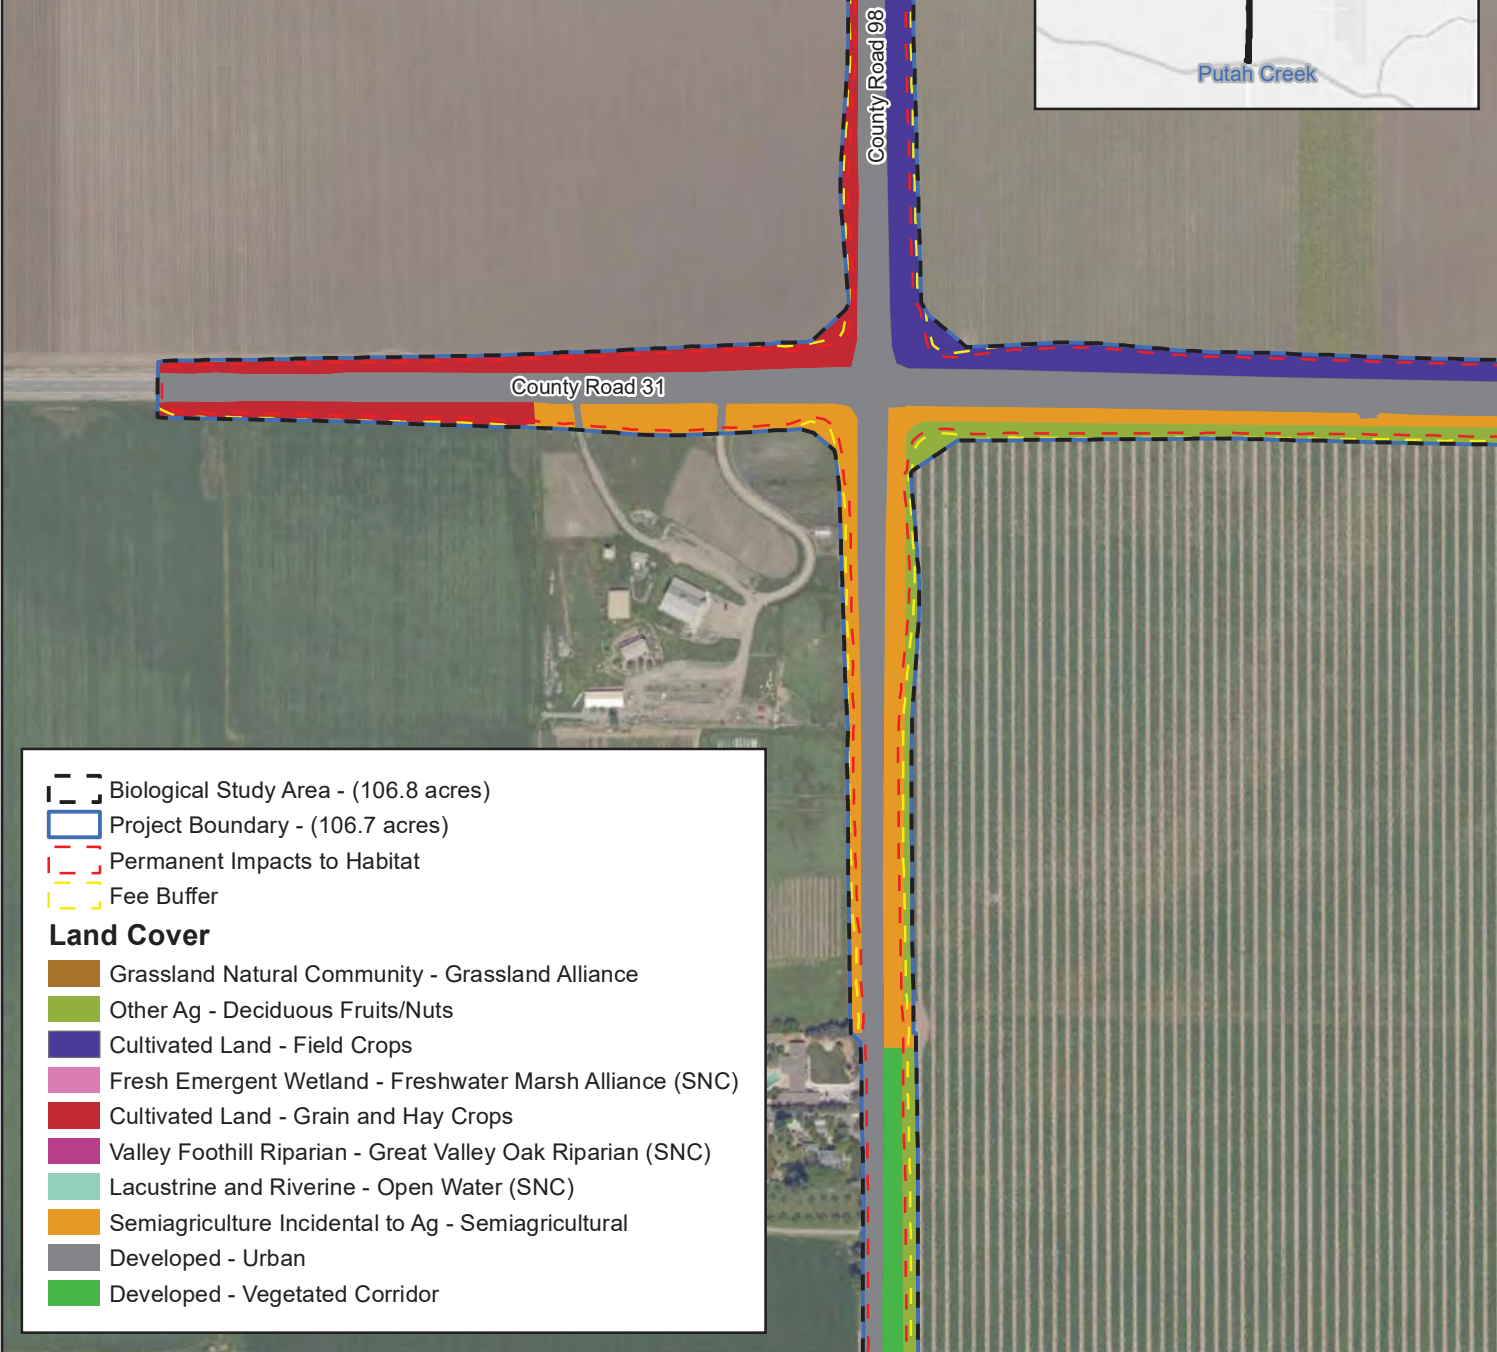 County Road 98
Putah Creek
County Road 31
Biological Study Area - (106.8 acres)
Project Boundary - (106.7 acres)
Permanent Impacts to Habitat
Fee Buffer
Land Cover
Grassland Natural Community - Grassland Alliance
Other Ag - Deciduous Fruits/Nuts
Cultivated Land - Field Crops
Fresh Emergent Wetland - Freshwater Marsh Alliance (SNC)
Cultivated Land - Grain and Hay Crops
Valley Foothill Riparian - Great Valley Oak Riparian (SNC)
Lacustrine and Riverine - Open Water (SNC)
Semiagriculture Incidental to Ag - Semiagricultural
Developed - Urban
Developed - Vegetated Corridor